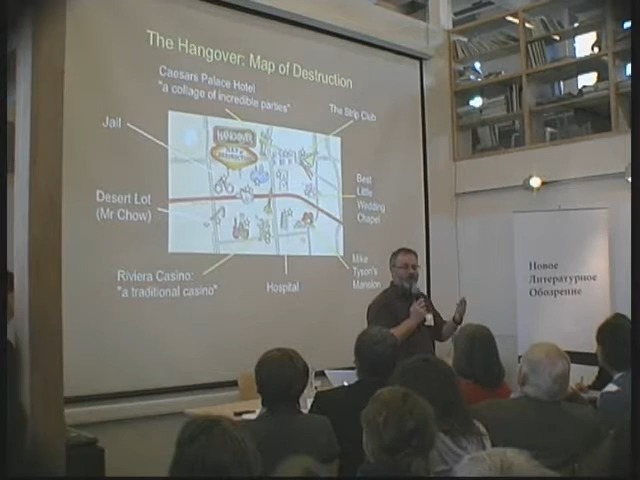 The Hangover: Map of Destruction
Caesars Palace Hotel
"a collage of incredible parties"
The Strip Club
Jail
HANGOVER
Best
Little
Wedding
Chapel
Desert Lot
(Mr Chow)
Mike
Tyson's
Mansion
Riviera Casino:
"a traditional casino"
Hospital
Новое
Литературное
Обозрение